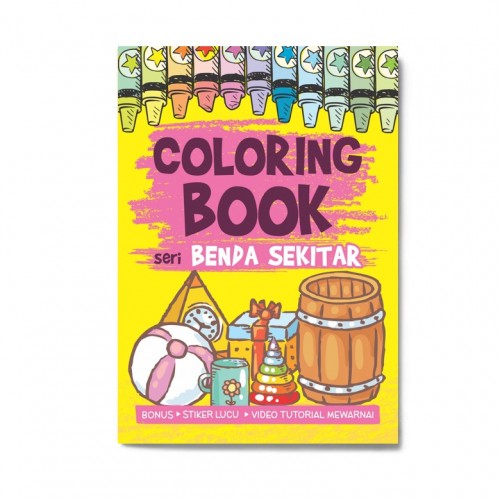 COLORING
BOOK
seri BENDA SEKITAR
BONUS ▸ STIKER LUCU ▸ VIDEO TUTORIAL MEWARNAI